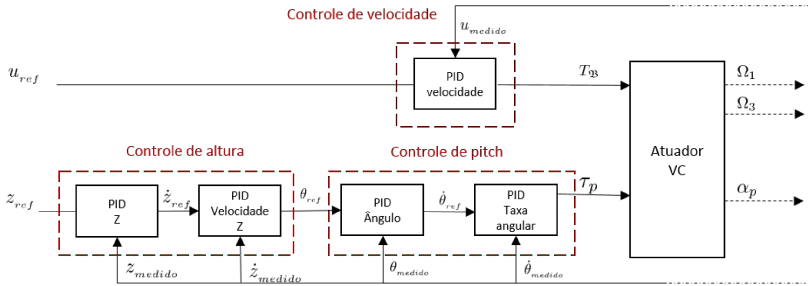 Controle de velocidade
u_medido
u_ref
PID
velocidade
T_𝔅
Ω_1
Ω_3
Atuador
VC
Controle de altura
Controle de pitch
z_ref
PID
Z
ż_ref
PID
Velocidade
Z
θ_ref
PID
Ângulo
θ̇_ref
PID
Taxa
angular
τ_p
α_p
z_medido
ż_medido
θ_medido
θ̇_medido